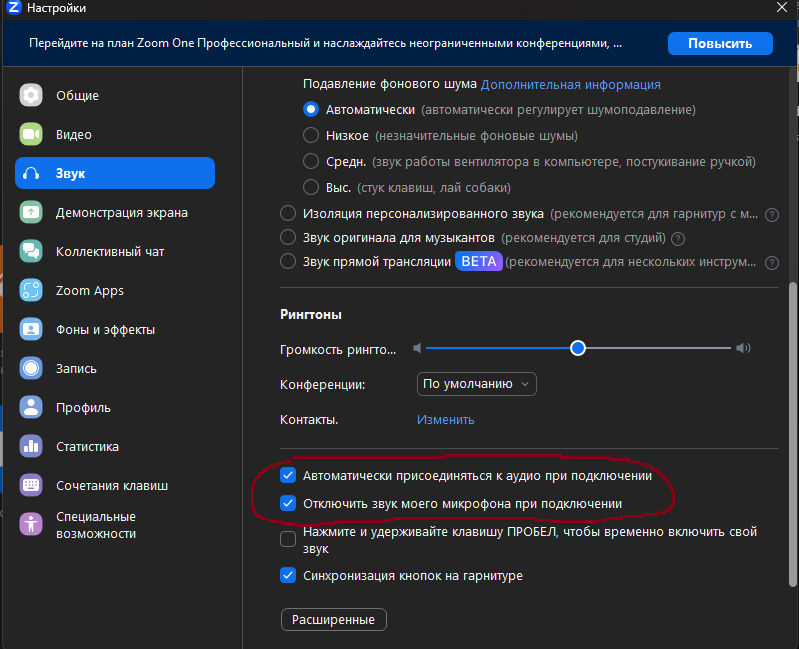 Настройки
Перейдите на план Zoom One Профессиональный и наслаждайтесь неограниченными конференциями, ...
Повысить
Общие
Видео
Звук
Демонстрация экрана
Коллективный чат
Zoom Apps
Фоны и эффекты
Запись
Профиль
Статистика
Сочетания клавиш
Специальные
возможности
Подавление фонового шума Дополнительная информация
Автоматически (автоматически регулирует шумоподавление)
Низкое (незначительные фоновые шумы)
Средн. (звук работы вентилятора в компьютере, постукивание ручкой)
Выс. (стук клавиш, лай собаки)
Изоляция персонализированного звука (рекомендуется для гарнитур с м... ?
Звук оригинала для музыкантов (рекомендуется для студий) ?
Звук прямой трансляции BETA (рекомендуется для нескольких инструм... ?
Рингтоны
Громкость рингто...
Конференции: По умолчанию
Контакты. Изменить
Автоматически присоединяться к аудио при подключении
Отключить звук моего микрофона при подключении
Нажмите и удерживайте клавишу ПРОБЕЛ, чтобы временно включить свой
звук
Синхронизация кнопок на гарнитуре
Расширенные